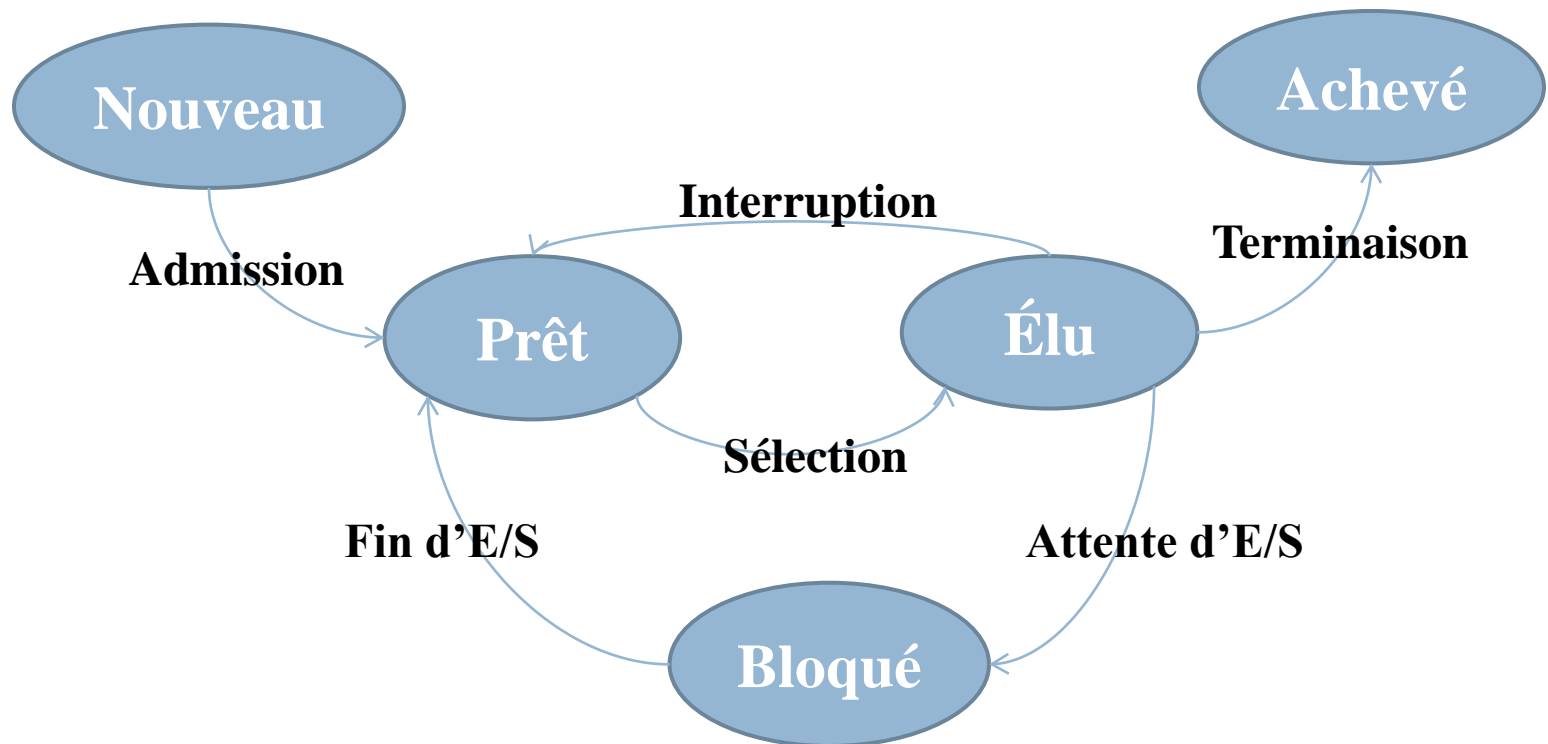 Nouveau
Achevé
Interruption
Terminaison
Admission
Prêt
Élu
Sélection
Fin d’E/S
Attente d’E/S
Bloqué